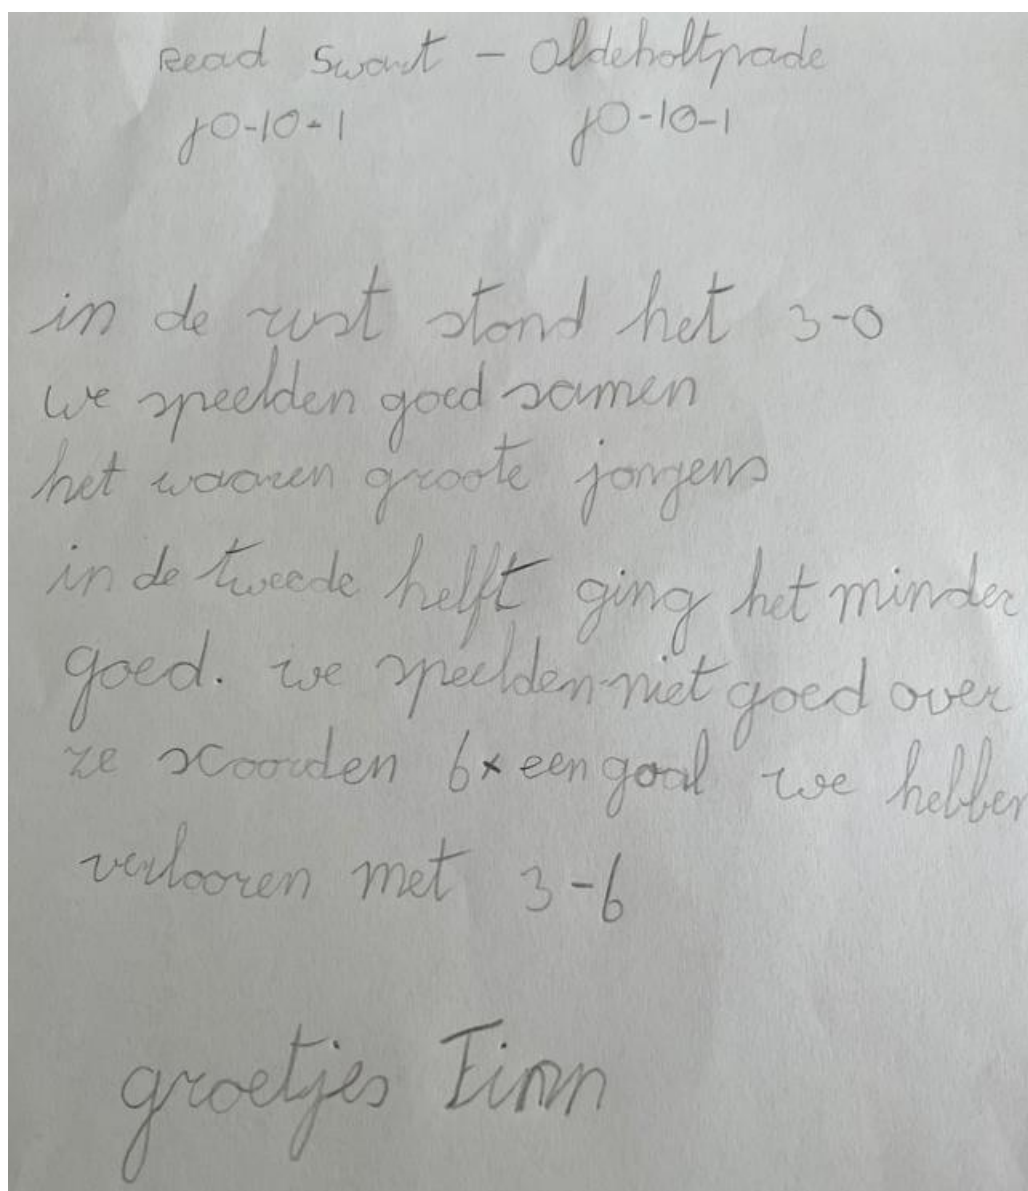 Read Swart - Oldeholtpade
jo-10-1 jo-10-1
in de rust stond het 3-0
we speelden goed samen
het waaren groote jongens
in de tweede helft ging het minder
goed. we speelden niet goed over
ze scoorden 6x een goal we hebben
verlooren met 3-6
groetjes Finn